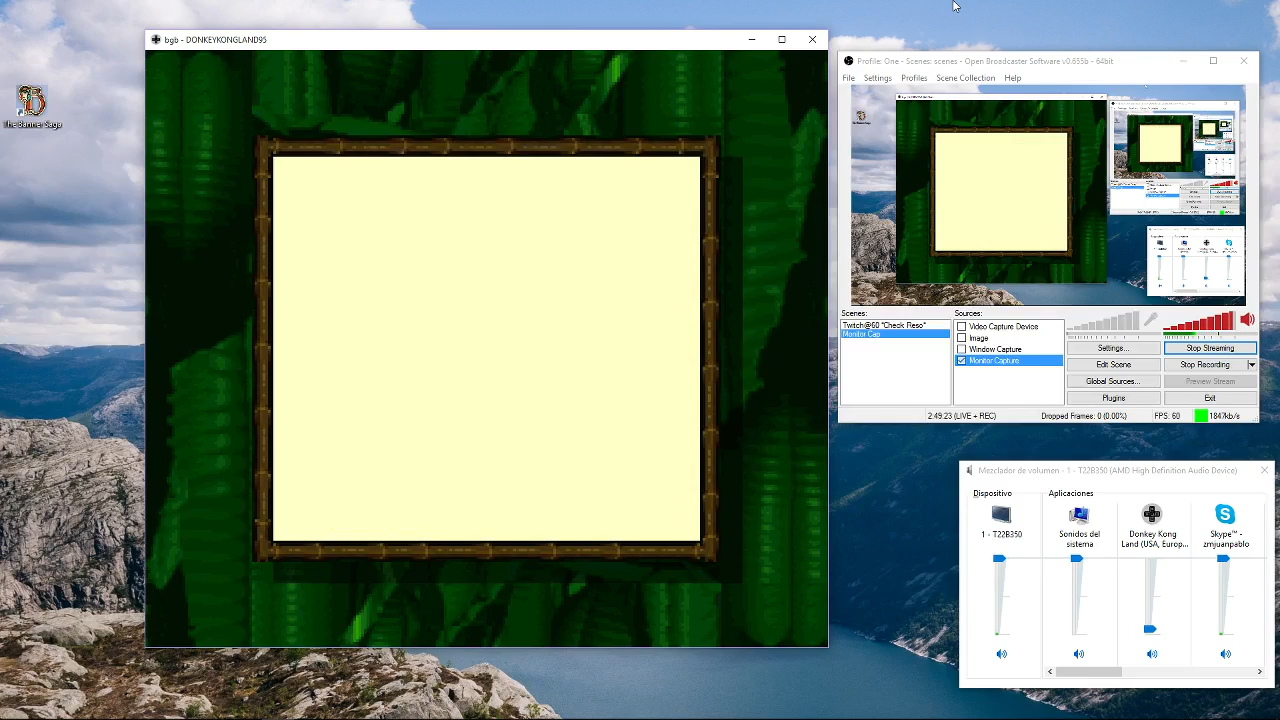 bgb - DONKEYKONGLAND95
The Banner Saga
Profile: One - Scenes: scenes - Open Broadcaster Software v0.655b - 64bit
File Settings Profiles Scene Collection Help
Scenes:
Sources:
Twitch@60 "Check Reso"
Monitor Cap
Video Capture Device
Image
Window Capture
Monitor Capture
Settings...
Stop Streaming
Edit Scene
Stop Recording
Global Sources...
Preview Stream
Plugins
Exit
2:49:23 (LIVE + REC)
Dropped Frames: 0 (0.00%)
FPS: 60
1847kb/s
Mezclador de volumen - 1 - T22B350 (AMD High Definition Audio Device)
Dispositivo
Aplicaciones
1 - T22B350
Sonidos del
sistema
Donkey Kong
Land (USA, Europ...
Skype™ -
zmjuanpablo